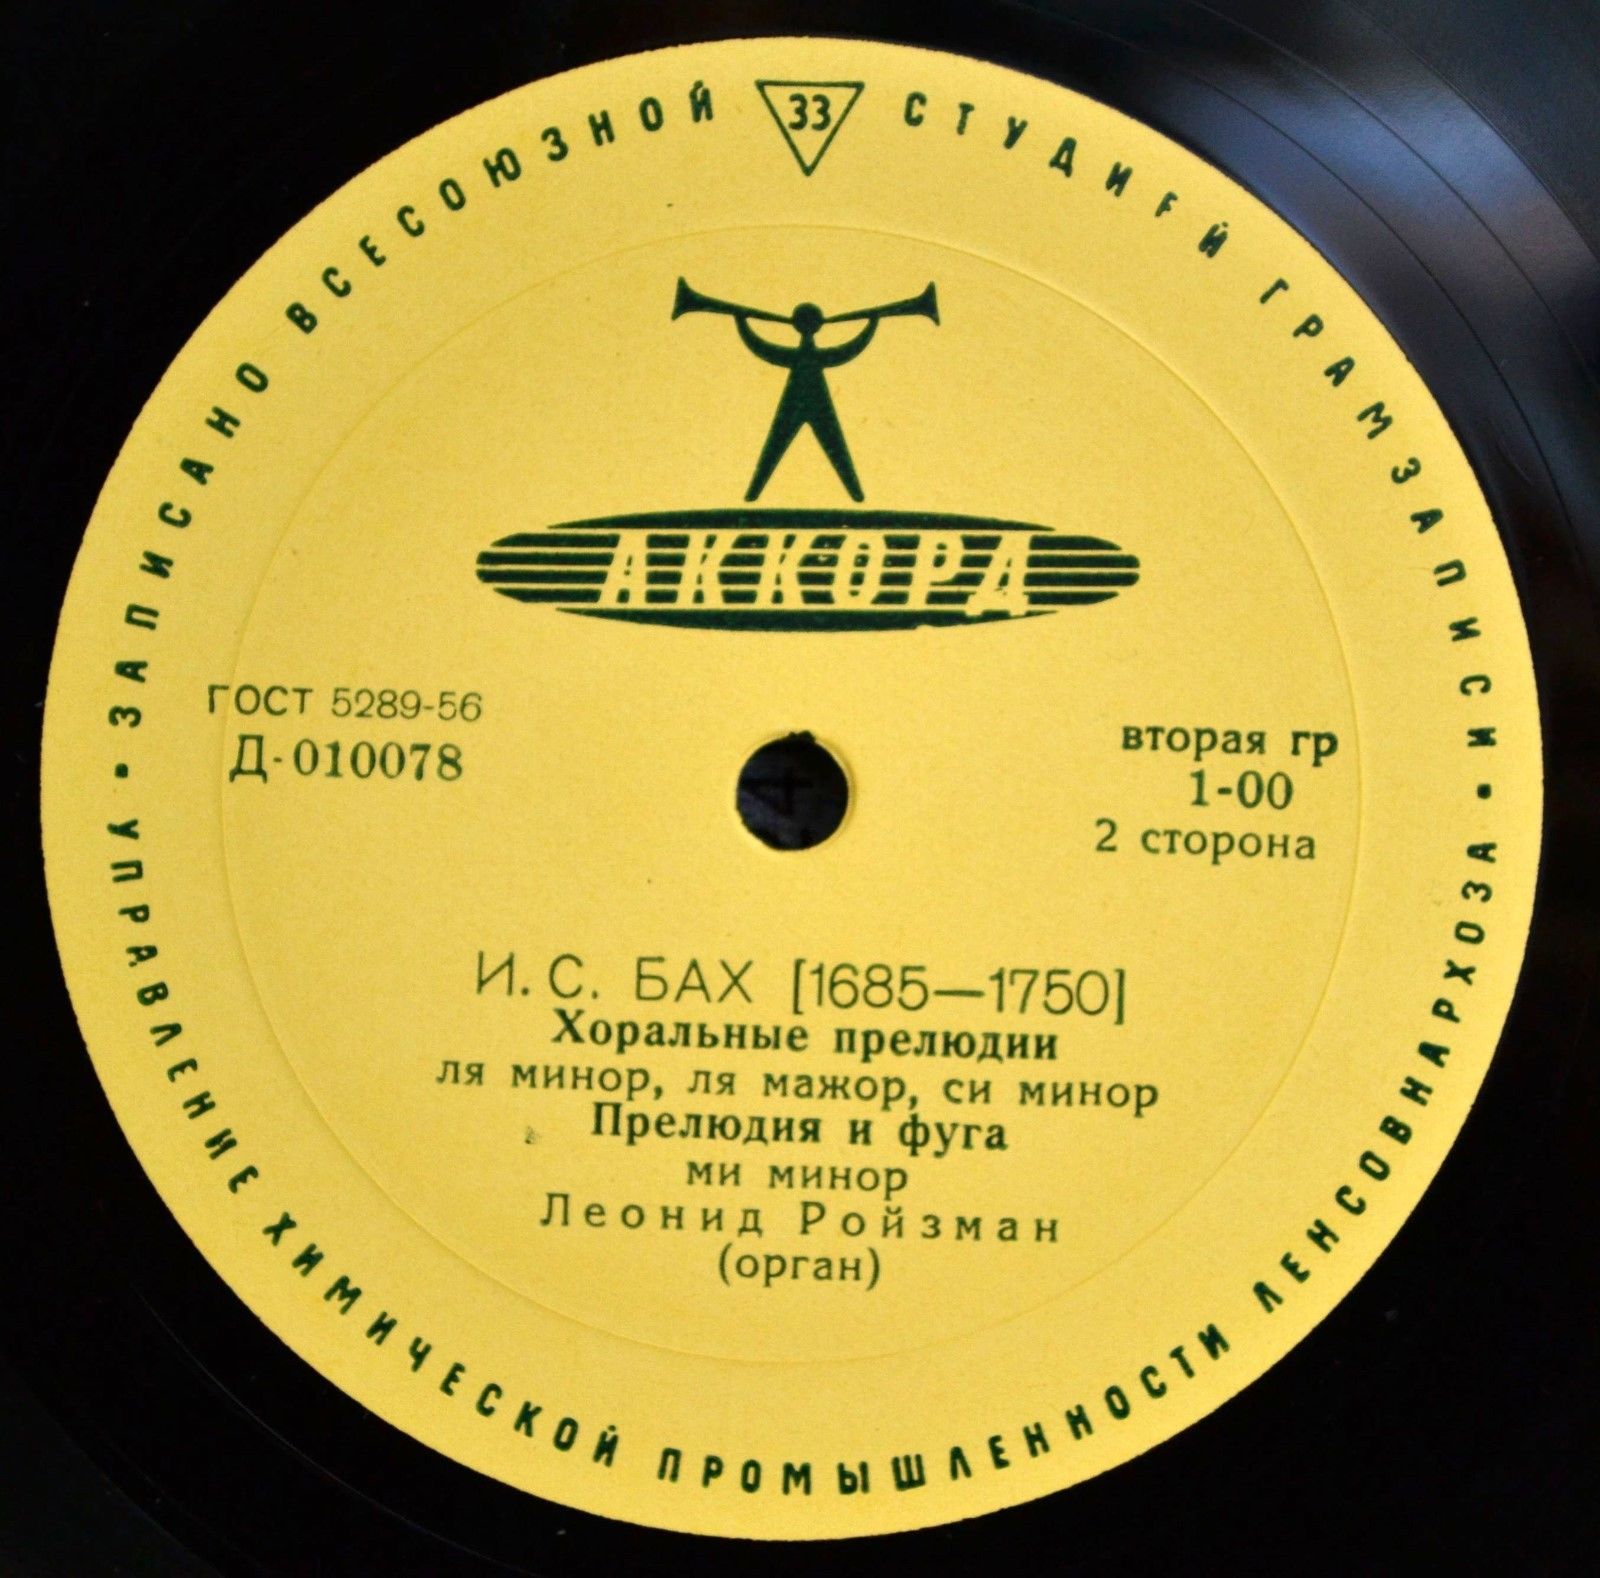 ЗАПИСАНО ВСЕСОЮЗНОЙ СТУДИЕЙ ГРАМЗАПИСИ
33
АККОРД
ГОСТ 5289-56
Д-010078
вторая гр
1-00
2 сторона
И. С. БАХ [1685—1750]
Хоральные прелюдии
ля минор, ля мажор, си минор
Прелюдия и фуга
ми минор
Леонид Ройзман
(орган)
УПРАВЛЕНИЕ ХИМИЧЕСКОЙ ПРОМЫШЛЕННОСТИ ЛЕНСОВНАРХОЗА